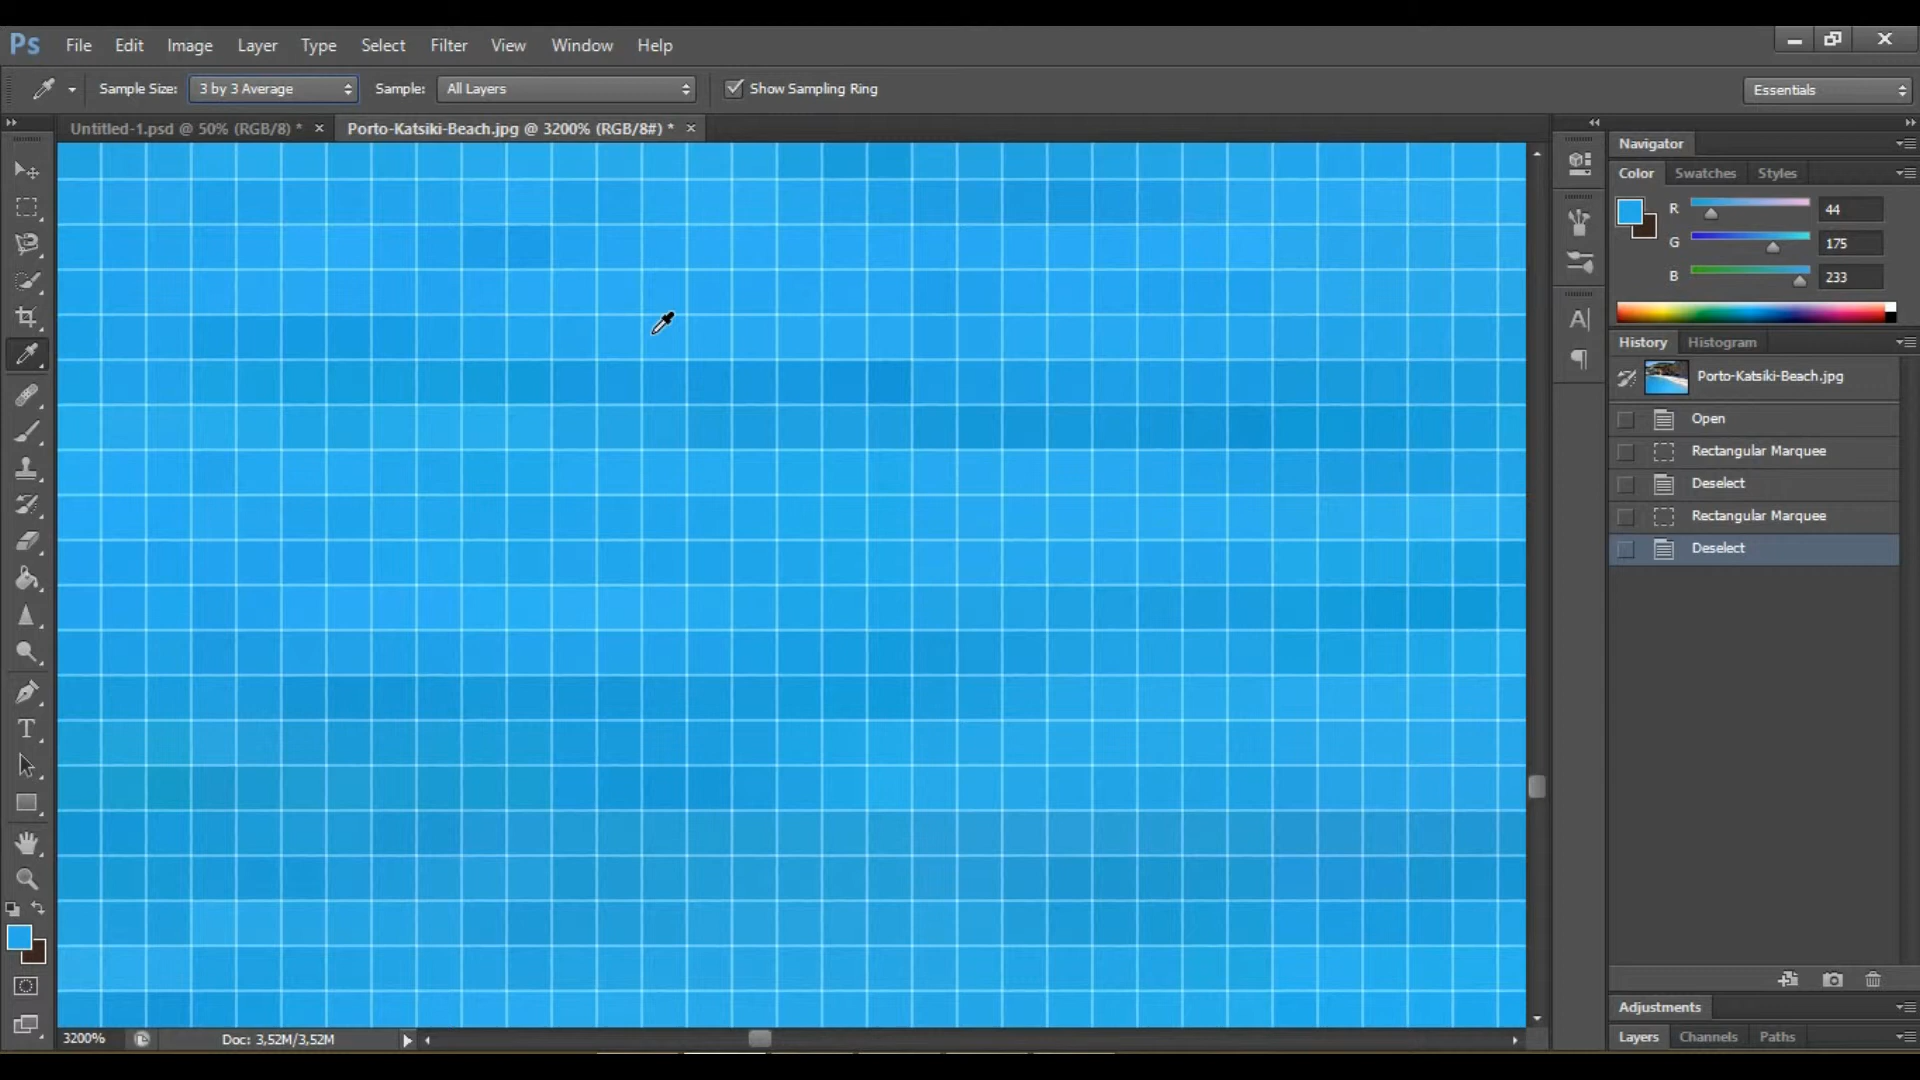 Ps File Edit Image Layer Type Select Filter View Window Help
Sample Size: 3 by 3 Average Sample: All Layers Show Sampling Ring Essentials
Untitled-1.psd @ 50% (RGB/8) * × Porto-Katsiki-Beach.jpg @ 3200% (RGB/8#) * ×
Navigator
Color Swatches Styles
R 44
G 175
B 233
History Histogram
Porto-Katsiki-Beach.jpg
Open
Rectangular Marquee
Deselect
Rectangular Marquee
Deselect
Adjustments
Layers Channels Paths
3200% Doc: 3,52M/3,52M